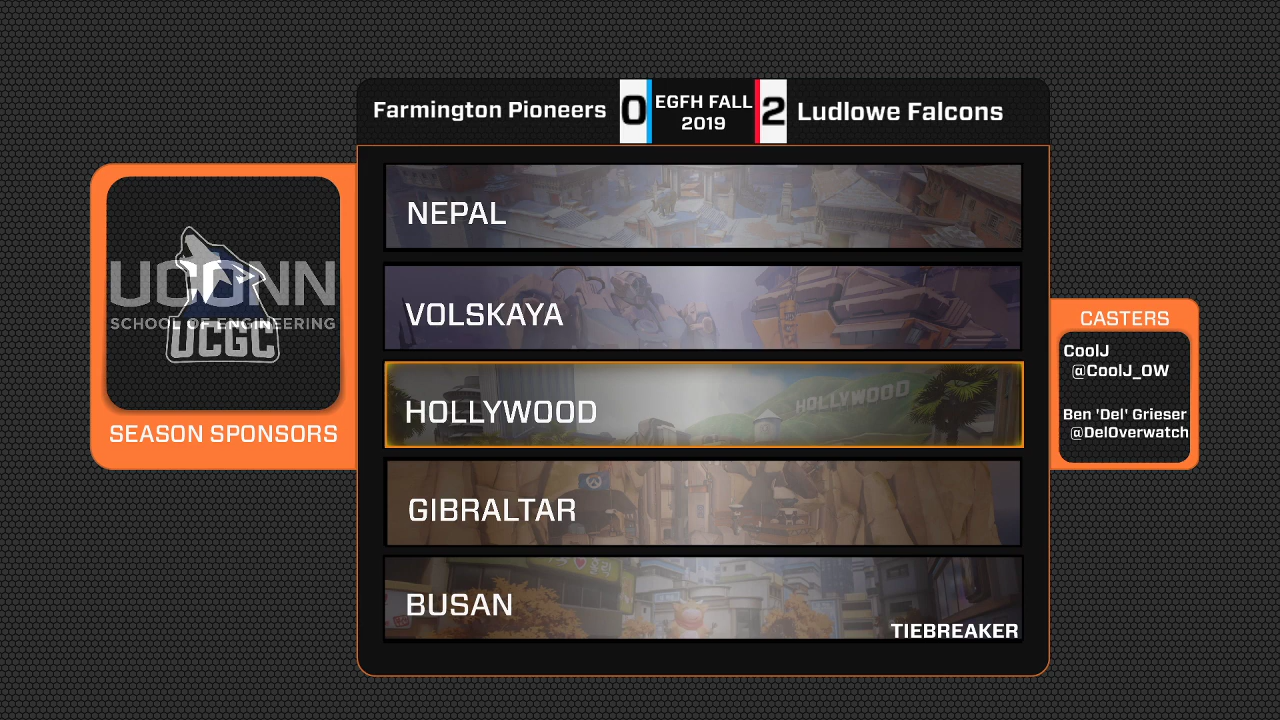 Farmington Pioneers
0
EGFH FALL
2019
2
Ludlowe Falcons
NEPAL
VOLSKAYA
HOLLYWOOD
HOLLYWOOD
GIBRALTAR
BUSAN
TIEBREAKER
UCONN
SCHOOL OF ENGINEERING
UCGC
SEASON SPONSORS
CASTERS
CoolJ
@CoolJ_OW
Ben 'Del' Grieser
@DelOverwatch